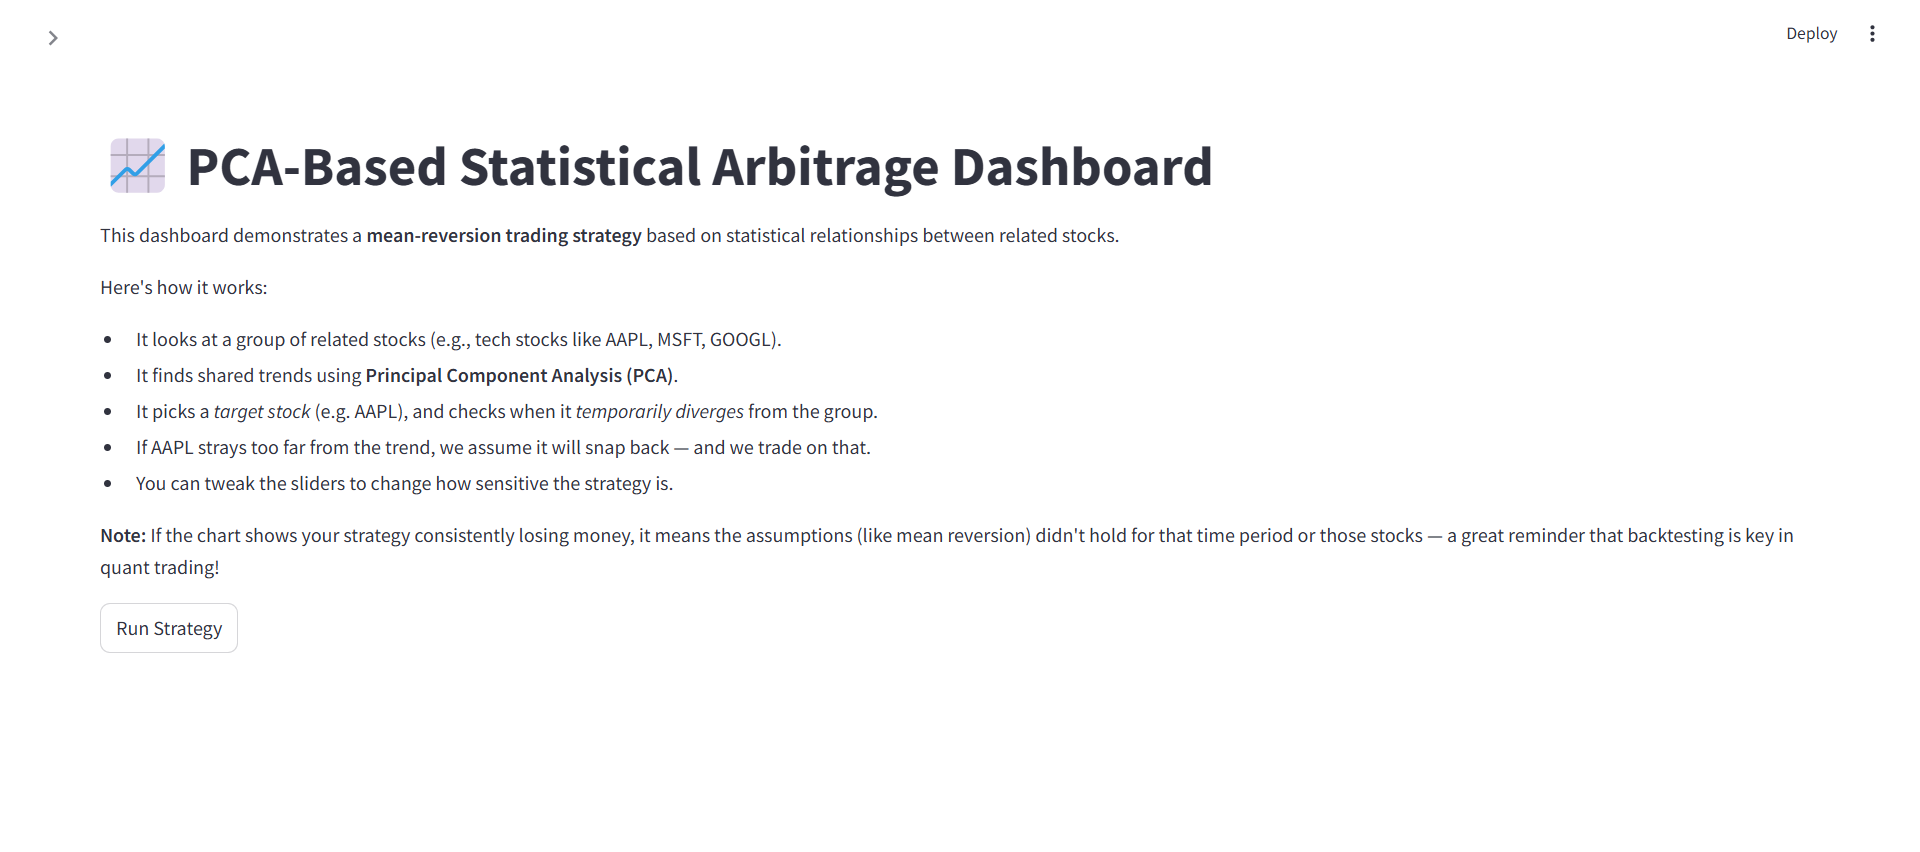 Deploy
PCA-Based Statistical Arbitrage Dashboard
This dashboard demonstrates a mean-reversion trading strategy based on statistical relationships between related stocks.
Here's how it works:
It looks at a group of related stocks (e.g., tech stocks like AAPL, MSFT, GOOGL).
It finds shared trends using Principal Component Analysis (PCA).
It picks a target stock (e.g. AAPL), and checks when it temporarily diverges from the group.
If AAPL strays too far from the trend, we assume it will snap back — and we trade on that.
You can tweak the sliders to change how sensitive the strategy is.
Note: If the chart shows your strategy consistently losing money, it means the assumptions (like mean reversion) didn't hold for that time period or those stocks — a great reminder that backtesting is key in
quant trading!
Run Strategy